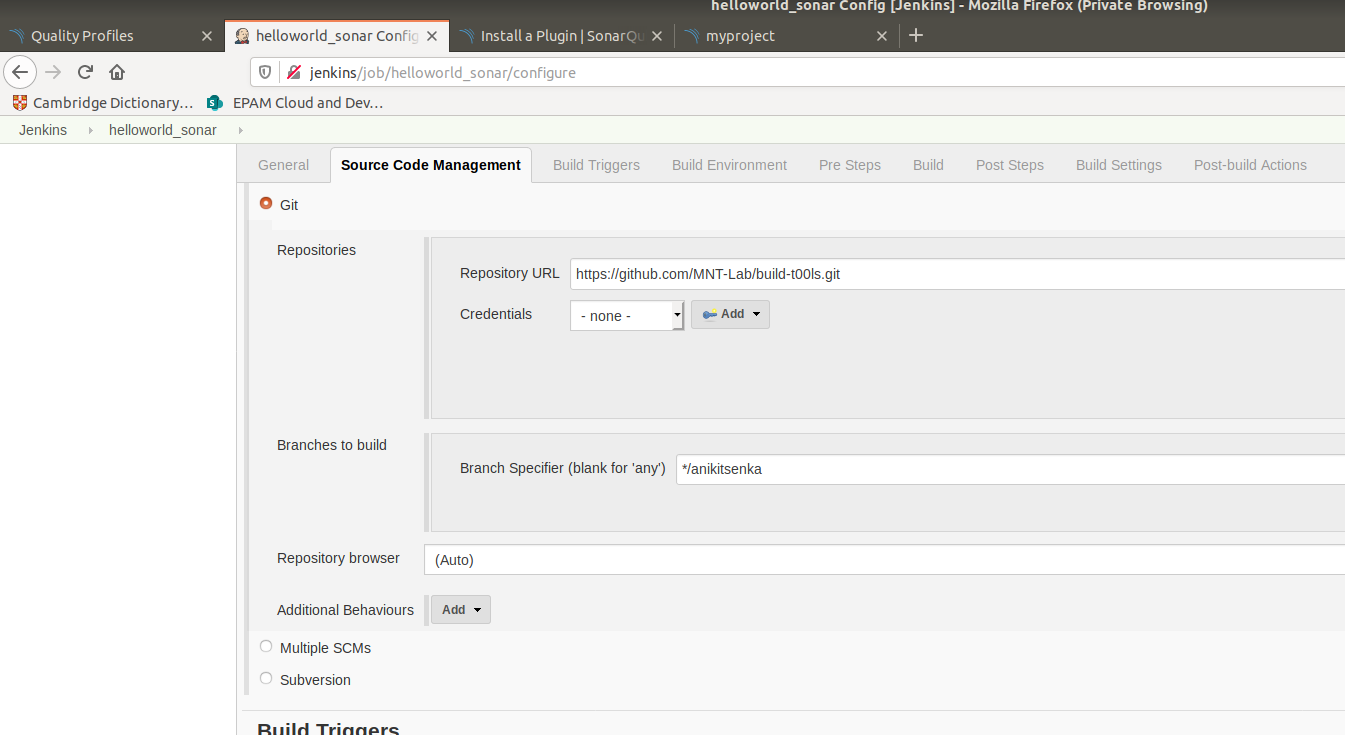 helloworld_sonar Config [Jenkins] - Mozilla Firefox (Private Browsing)
Quality Profiles
helloworld_sonar Config
Install a Plugin | SonarQu
myproject
jenkins/job/helloworld_sonar/configure
Cambridge Dictionary…
EPAM Cloud and Dev…
Jenkins
helloworld_sonar
General
Source Code Management
Build Triggers
Build Environment
Pre Steps
Build
Post Steps
Build Settings
Post-build Actions
Git
Repositories
Repository URL
https://github.com/MNT-Lab/build-t00ls.git
Credentials
- none -
Add
Branches to build
Branch Specifier (blank for 'any')
*/anikitsenka
Repository browser
(Auto)
Additional Behaviours
Add
Multiple SCMs
Subversion
Build Triggers